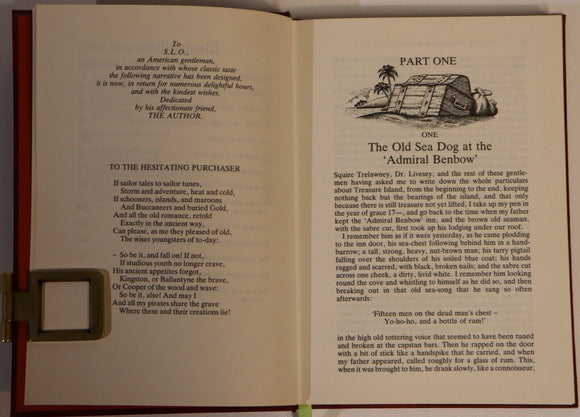 To
S.L.O.,
an American gentleman,
in accordance with whose classic taste
the following narrative has been designed,
it is now, in return for numerous delightful hours,
and with the kindest wishes,
Dedicated
by his affectionate friend,
THE AUTHOR.
TO THE HESITATING PURCHASER
If sailor tales to sailor tunes,
Storm and adventure, heat and cold,
If schooners, islands, and maroons
And Buccaneers and buried Gold,
And all the old romance, retold
Exactly in the ancient way,
Can please, as me they pleased of old,
The wiser youngsters of to-day:
– So be it, and fall on! If not,
If studious youth no longer crave,
His ancient appetites forgot,
Kingston, or Ballantyne the brave,
Or Cooper of the wood and wave:
So be it, also! And may I
And all my pirates share the grave
Where these and their creations lie!
PART ONE
ONE
The Old Sea Dog at the
'Admiral Benbow'
Squire Trelawney, Dr. Livesey, and the rest of these gentle-
men having asked me to write down the whole particulars
about Treasure Island, from the beginning to the end, keeping
nothing back but the bearings of the island, and that only
because there is still treasure not yet lifted, I take up my pen in
the year of grace 17—, and go back to the time when my father
kept the 'Admiral Benbow' inn, and the brown old seaman,
with the sabre cut, first took up his lodging under our roof.
I remember him as if it were yesterday, as he came plodding
to the inn door, his sea-chest following behind him in a hand-
barrow; a tall, strong, heavy, nut-brown man; his tarry pigtail
falling over the shoulders of his soiled blue coat; his hands
ragged and scarred, with black, broken nails; and the sabre cut
across one cheek, a dirty, livid white. I remember him looking
round the cove and whistling to himself as he did so, and then
breaking out in that old sea-song that he sang so often
afterwards:
'Fifteen men on the dead man's chest –
Yo-ho-ho, and a bottle of rum!'
in the high old tottering voice that seemed to have been tuned
and broken at the capstan bars. Then he rapped on the door
with a bit of stick like a handspike that he carried, and when
my father appeared, called roughly for a glass of rum. This,
when it was brought to him, he drank slowly, like a connoisseur,